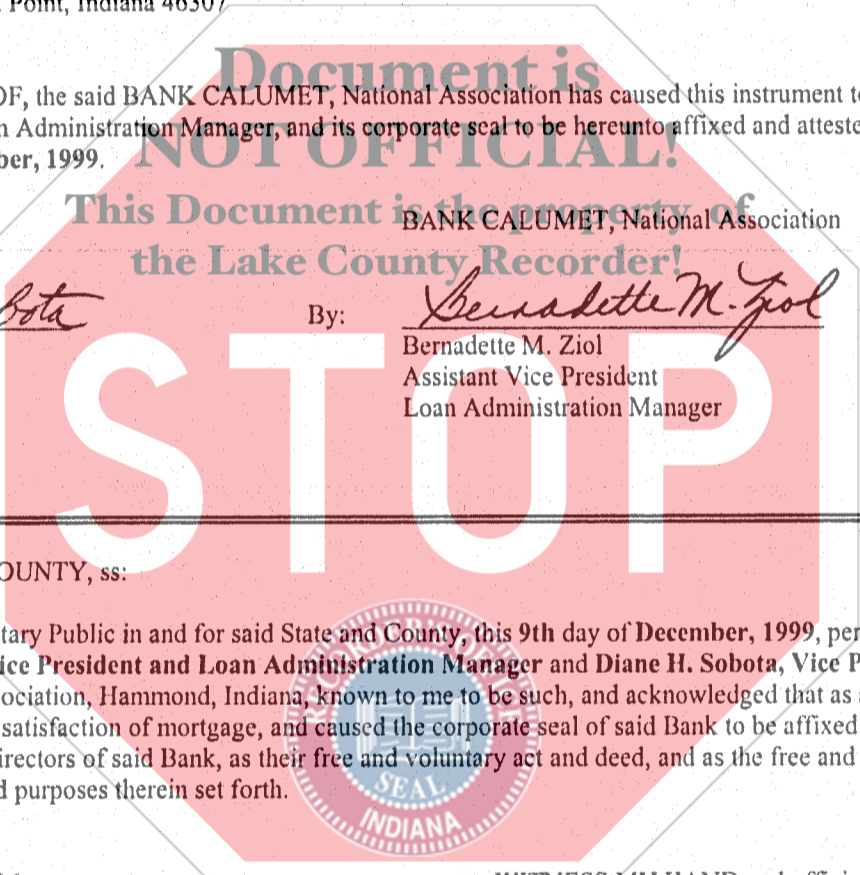 Point, Indiana 46307
Document is
OF, the said BANK CALUMET, National Association has caused this instrument to
n Administration Manager, and its corporate seal to be hereunto affixed and atteste
NOT OFFICIAL!
ber, 1999.
This Document is the property of
BANK CALUMET, National Association
the Lake County Recorder!
By: Bernadette M. Ziol
Bernadette M. Ziol
Assistant Vice President
Loan Administration Manager
STOP
OUNTY, ss:
tary Public in and for said State and County, this 9th day of December, 1999, per
ice President and Loan Administration Manager and Diane H. Sobota, Vice P
ociation, Hammond, Indiana, known to me to be such, and acknowledged that as
satisfaction of mortgage, and caused the corporate seal of said Bank to be affixed
irectors of said Bank, as their free and voluntary act and deed, and as the free and
d purposes therein set forth.
SEAL
INDIANA